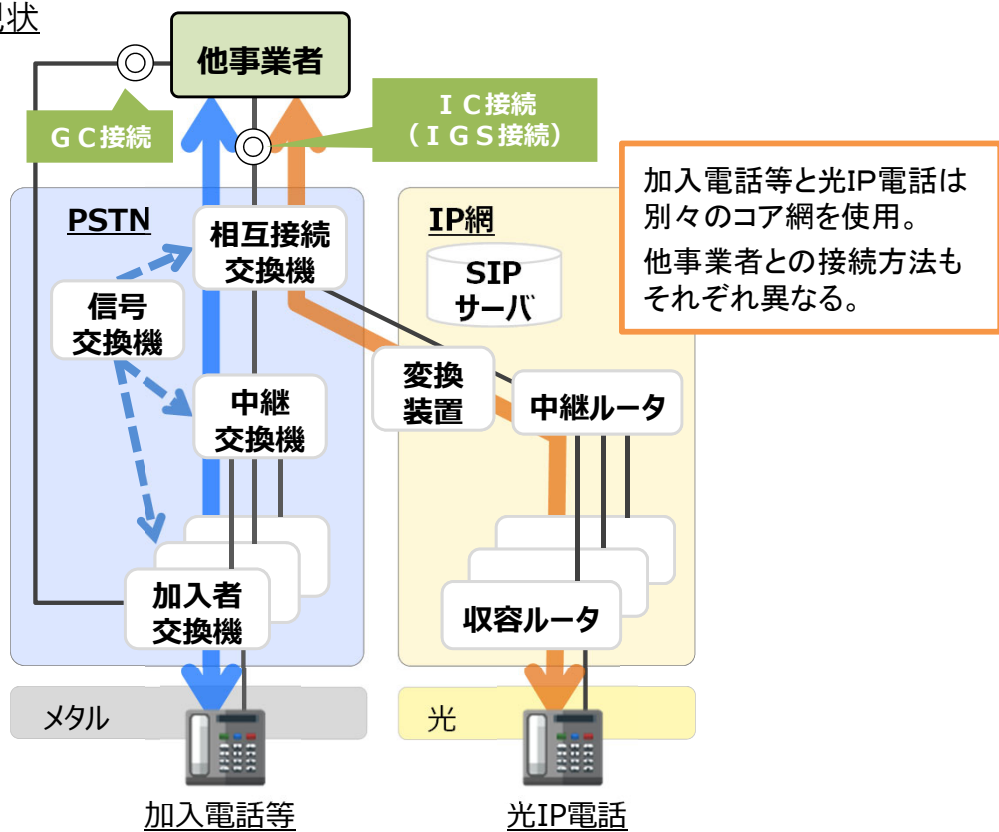 現状
他事業者
GC接続
IC接続
(IGS接続)
加入電話等と光IP電話は
別々のコア網を使用。
他事業者との接続方法も
それぞれ異なる。
PSTN
相互接続
交換機
信号
交換機
中継
交換機
加入者
交換機
IP網
SIP
サーバ
変換
装置
中継ルータ
収容ルータ
メタル
光
加入電話等
光IP電話